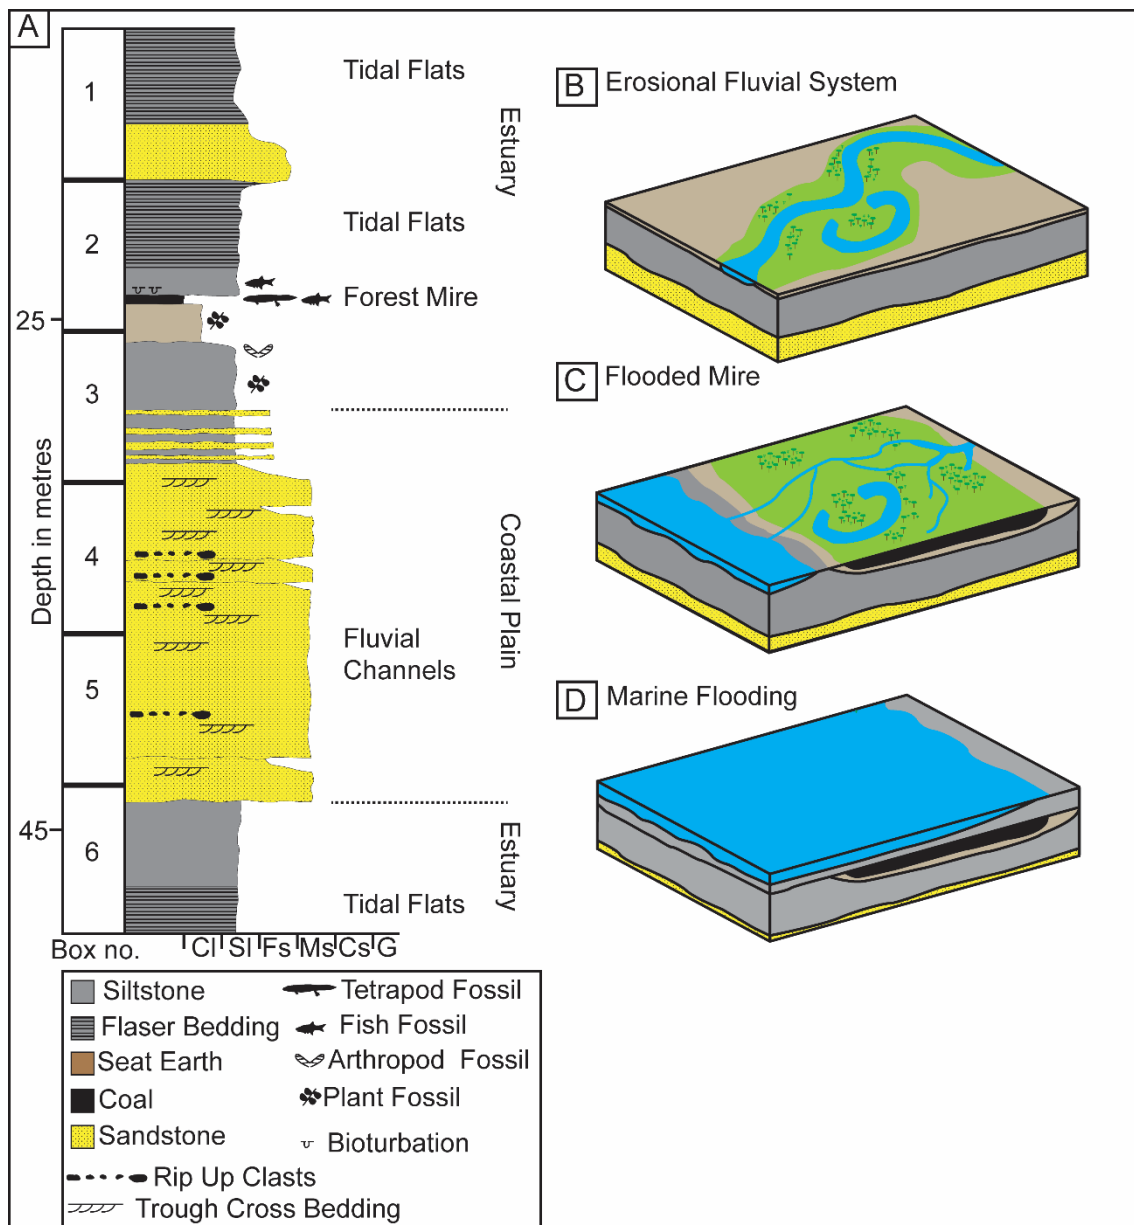 A
1
2
3
4
5
6
25
45
Depth in metres
Tidal Flats
Tidal Flats
Forest Mire
Fluvial
Channels
Tidal Flats
Estuary
Coastal Plain
Estuary
Box no.
Cl Sl Fs Ms Cs G
Siltstone
Flaser Bedding
Seat Earth
Coal
Sandstone
Rip Up Clasts
Trough Cross Bedding
Tetrapod Fossil
Fish Fossil
Arthropod Fossil
Plant Fossil
Bioturbation
B Erosional Fluvial System
C Flooded Mire
D Marine Flooding